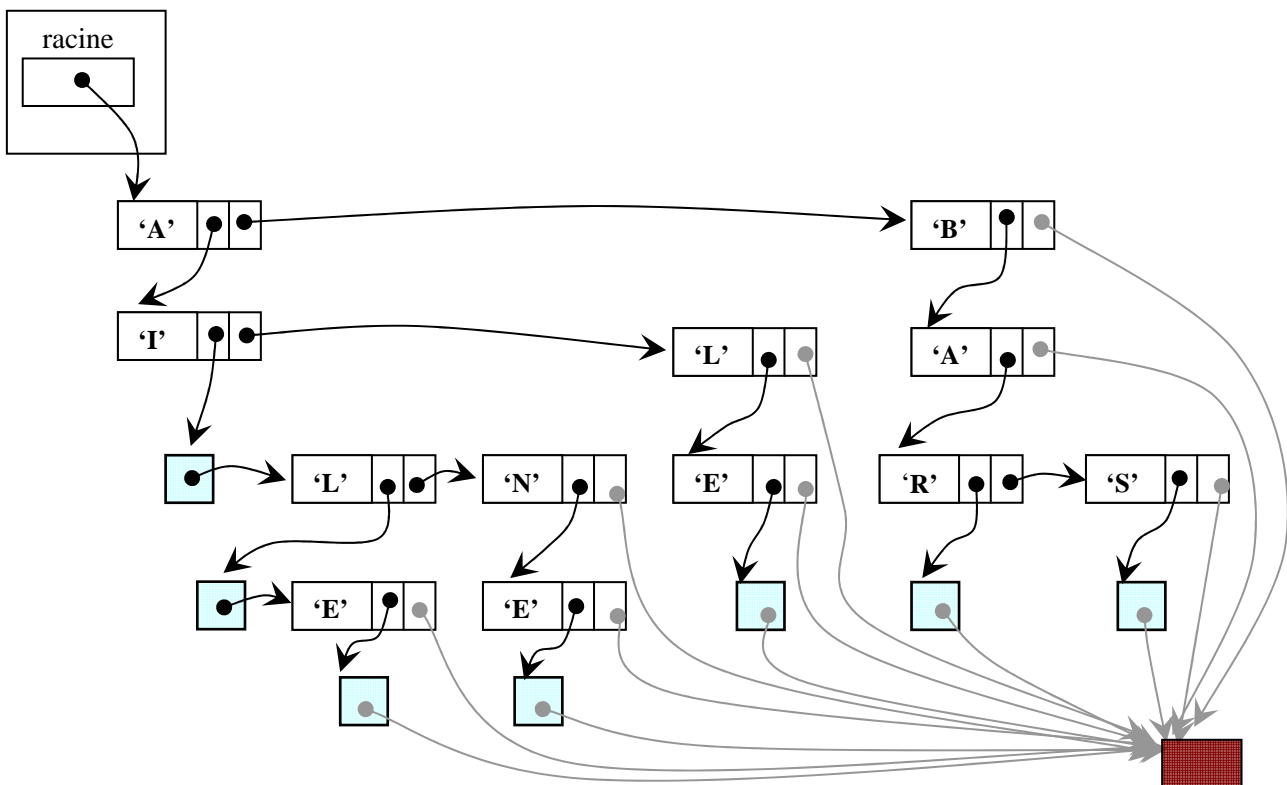 racine
‘A’ ‘B’
‘I’ ‘L’ ‘A’
‘L’ ‘N’ ‘E’ ‘R’ ‘S’
‘E’ ‘E’